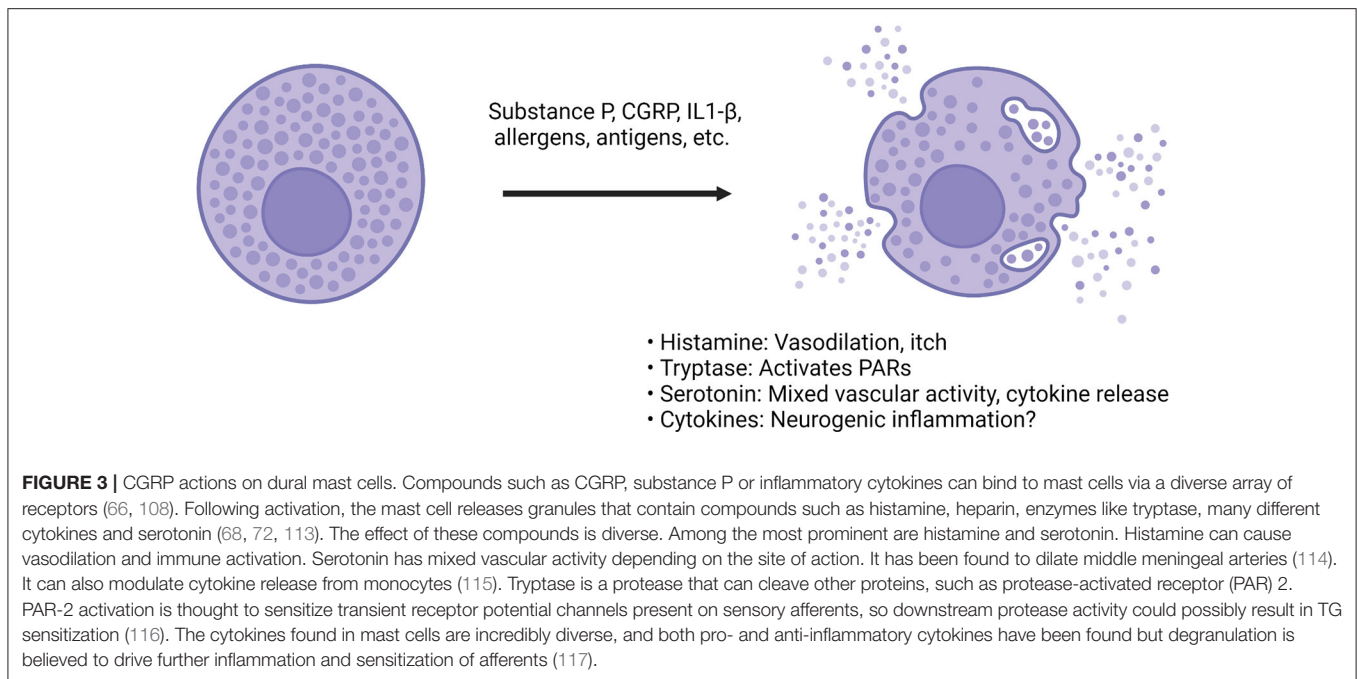 Substance P, CGRP, IL1-β,
allergens, antigens, etc.
• Histamine: Vasodilation, itch
• Tryptase: Activates PARs
• Serotonin: Mixed vascular activity, cytokine release
• Cytokines: Neurogenic inflammation?
FIGURE 3 | CGRP actions on dural mast cells. Compounds such as CGRP, substance P or inflammatory cytokines can bind to mast cells via a diverse array of
receptors (66, 108). Following activation, the mast cell releases granules that contain compounds such as histamine, heparin, enzymes like tryptase, many different
cytokines and serotonin (68, 72, 113). The effect of these compounds is diverse. Among the most prominent are histamine and serotonin. Histamine can cause
vasodilation and immune activation. Serotonin has mixed vascular activity depending on the site of action. It has been found to dilate middle meningeal arteries (114).
It can also modulate cytokine release from monocytes (115). Tryptase is a protease that can cleave other proteins, such as protease-activated receptor (PAR) 2.
PAR-2 activation is thought to sensitize transient receptor potential channels present on sensory afferents, so downstream protease activity could possibly result in TG
sensitization (116). The cytokines found in mast cells are incredibly diverse, and both pro- and anti-inflammatory cytokines have been found but degranulation is
believed to drive further inflammation and sensitization of afferents (117).